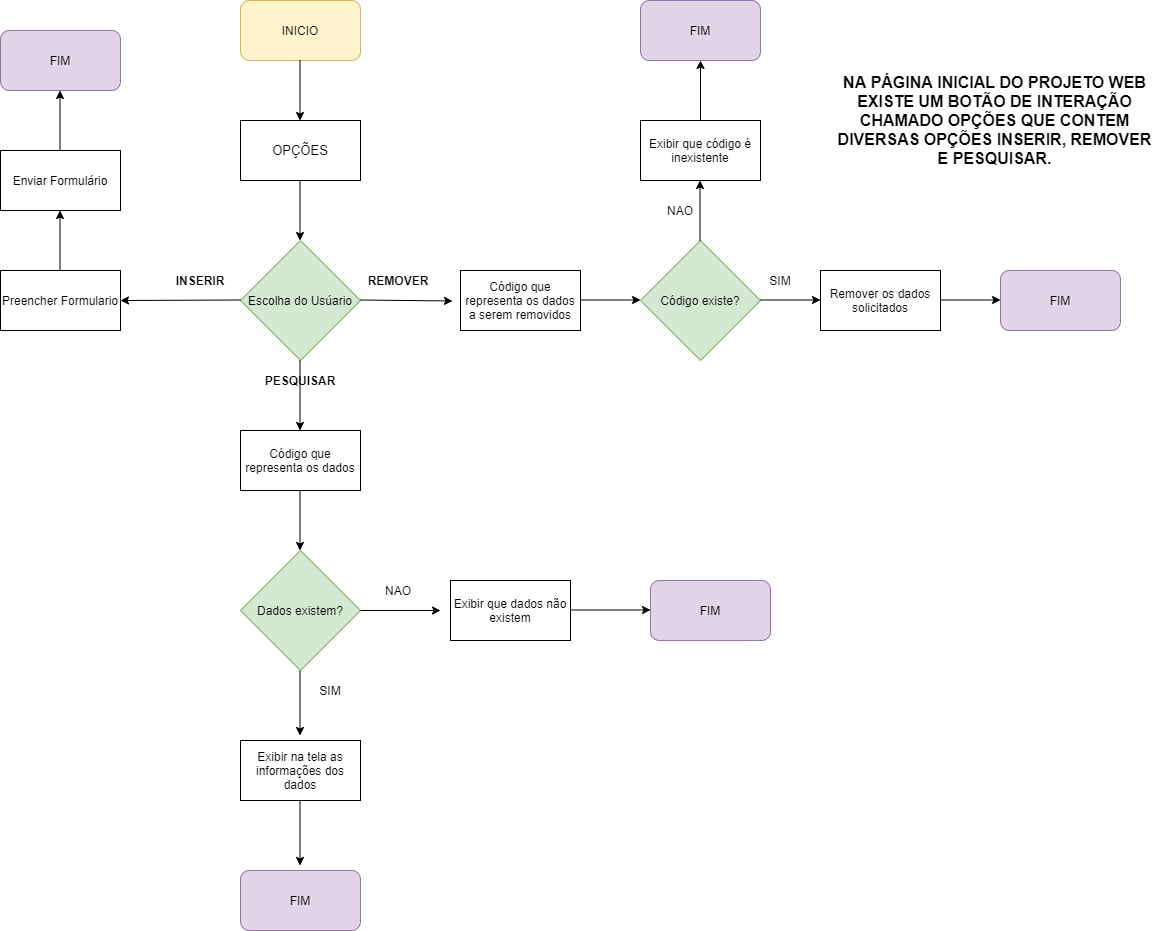 INICIO
FIM
FIM
NA PÁGINA INICIAL DO PROJETO WEB
EXISTE UM BOTÃO DE INTERAÇÃO
CHAMADO OPÇÕES QUE CONTEM
DIVERSAS OPÇÕES INSERIR, REMOVER
E PESQUISAR.
OPÇÕES
Exibir que código é
inexistente
Enviar Formulário
NAO
INSERIR
REMOVER
SIM
Preencher Formulario
Escolha do Usúario
Código que
representa os dados
a serem removidos
Código existe?
Remover os dados
solicitados
FIM
PESQUISAR
Código que
representa os dados
NAO
Dados existem?
Exibir que dados não
existem
FIM
SIM
Exibir na tela as
informações dos
dados
FIM